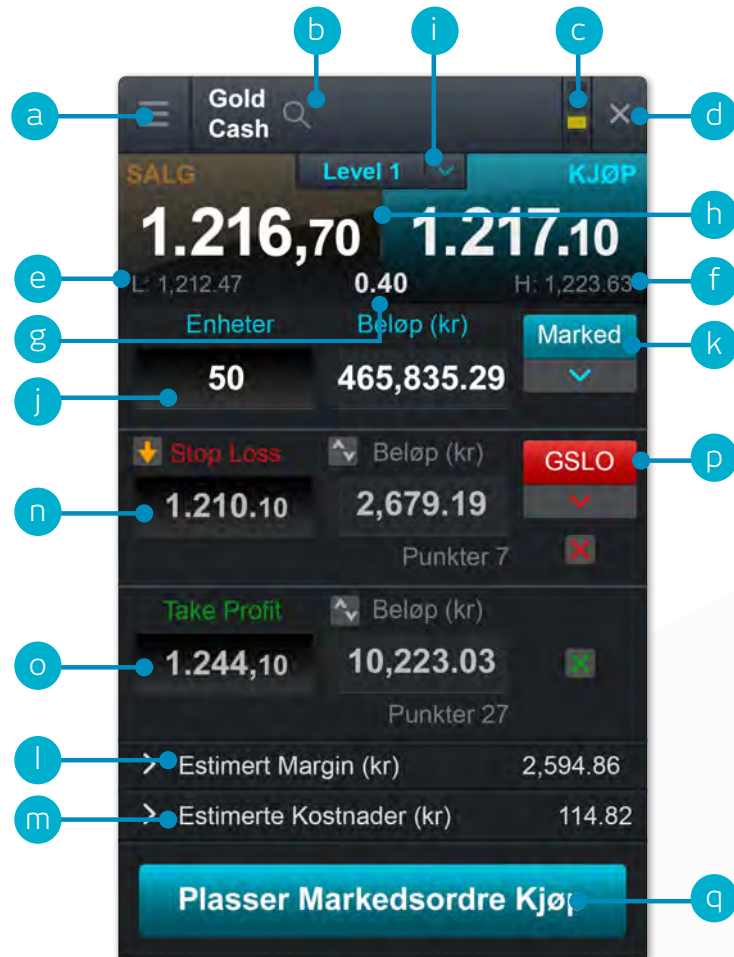 b i c
a Gold d
Cash
SALG Level 1 KJØP
1.216,70 1.217.10 h
e L: 1,212.47 0.40 H: 1,223.63 f
g Enheter Beløp (kr) Marked k
j 50 465,835.29
Stop Loss Beløp (kr) GSLO p
n 1.210.10 2,679.19
Punkter 7
Take Profit Beløp (kr)
o 1.244,10 10,223.03
Punkter 27
l Estimert Margin (kr) 2,594.86
m Estimerte Kostnader (kr) 114.82
Plasser Markedsordre Kjøp q